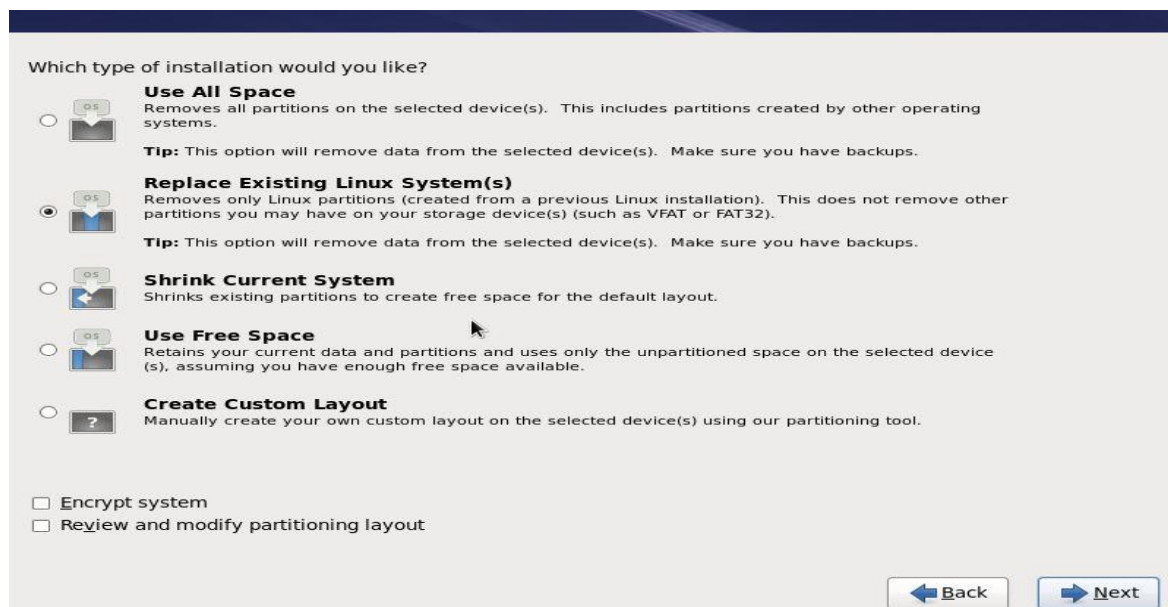 Which type of installation would you like?
Use All Space
OS
Removes all partitions on the selected device(s). This includes partitions created by other operating
systems.
Tip: This option will remove data from the selected device(s). Make sure you have backups.
Replace Existing Linux System(s)
OS
Removes only Linux partitions (created from a previous Linux installation). This does not remove other
partitions you may have on your storage device(s) (such as VFAT or FAT32).
Tip: This option will remove data from the selected device(s). Make sure you have backups.
OS
Shrink Current System
Shrinks existing partitions to create free space for the default layout.
OS
Use Free Space
Retains your current data and partitions and uses only the unpartitioned space on the selected device
(s), assuming you have enough free space available.
Create Custom Layout
?
Manually create your own custom layout on the selected device(s) using our partitioning tool.
Encrypt system
Review and modify partitioning layout
Back
Next